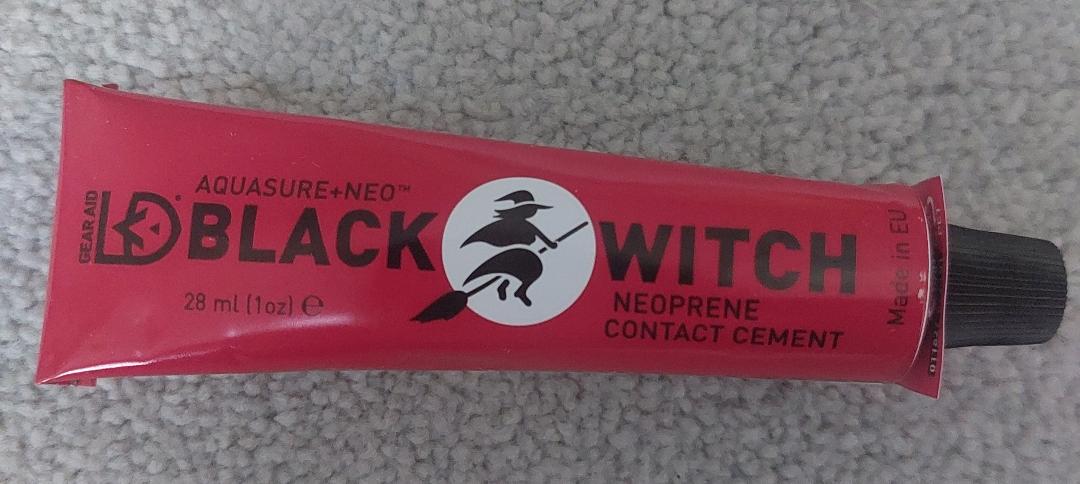 GEAR AID
AQUASURE+NEO™
BLACK WITCH
28 ml (1oz) ℮
NEOPRENE
CONTACT CEMENT
Made in EU